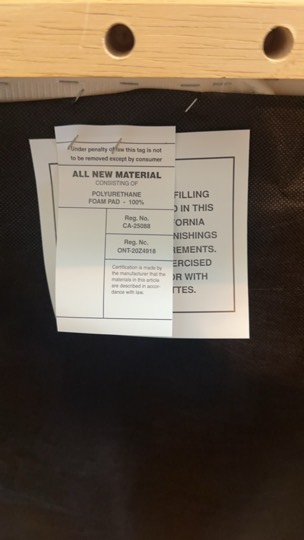 Under penalty of law this tag is not
to be removed except by consumer
ALL NEW MATERIAL
CONSISTING OF
POLYURETHANE
FOAM PAD - 100%
Reg. No.
CA-25088
Reg. No.
ONT-20Z4918
Certification is made by
the manufacturer that the
materials in this article
are described in accor-
dance with law.
FILLING
D IN THIS
FORNIA
NISHINGS
REMENTS.
ERCISED
OR WITH
TTES.